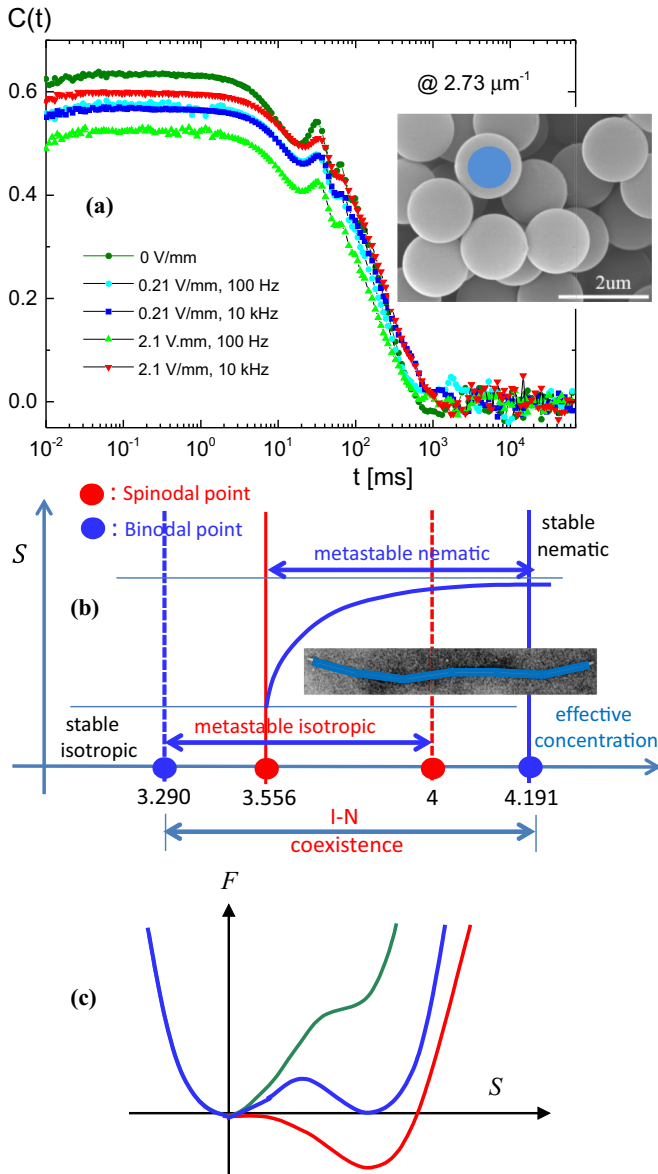 C(t)
0.6
@ 2.73 μm⁻¹
0.4
(a)
0 V/mm
0.21 V/mm, 100 Hz
0.21 V/mm, 10 kHz
2.1 V.mm, 100 Hz
2.1 V/mm, 10 kHz
2um
0.2
0.0
10⁻² 10⁻¹ 10⁰ 10¹ 10² 10³ 10⁴
t [ms]
: Spinodal point
: Binodal point
S
stable
nematic
metastable nematic
(b)
stable
isotropic
metastable isotropic
effective
concentration
3.290 3.556 4 4.191
I-N
coexistence
F
(c)
S